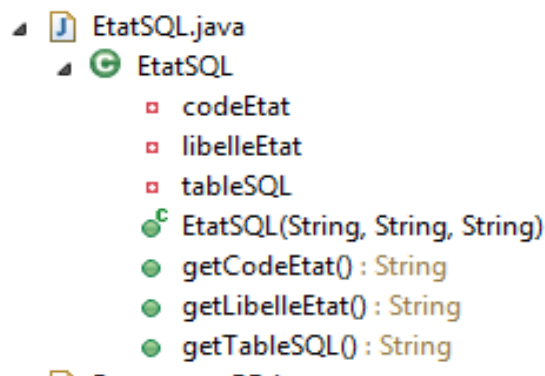 EtatSQL.java
EtatSQL
codeEtat
libelleEtat
tableSQL
EtatSQL(String, String, String)
getCodeEtat() : String
getLibelleEtat() : String
getTableSQL() : String